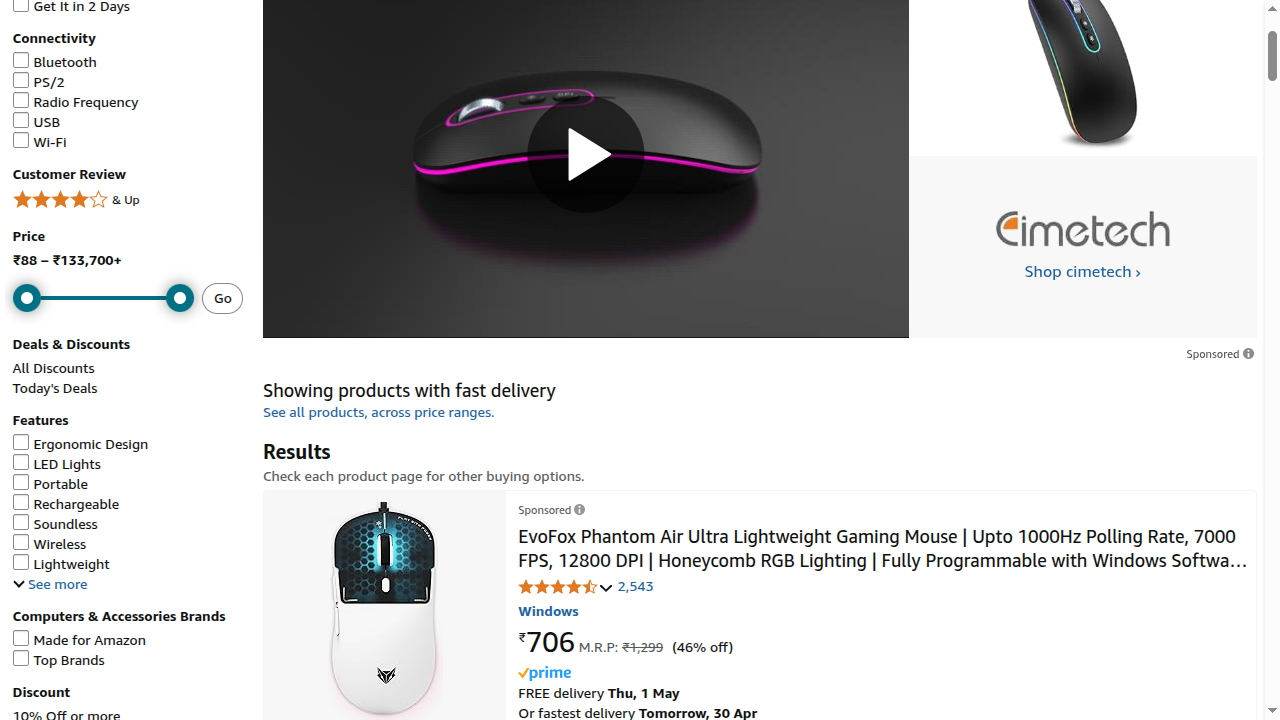 Get It in 2 Days
Connectivity
Bluetooth
PS/2
Radio Frequency
USB
Wi-Fi
Customer Review
& Up
Price
₹88 – ₹133,700+
Go
Deals & Discounts
All Discounts
Today's Deals
Features
Ergonomic Design
LED Lights
Portable
Rechargeable
Soundless
Wireless
Lightweight
See more
Computers & Accessories Brands
Made for Amazon
Top Brands
Discount
10% Off or more
cimetech
Shop cimetech ›
Sponsored
Showing products with fast delivery
See all products, across price ranges.
Results
Check each product page for other buying options.
Sponsored
EvoFox Phantom Air Ultra Lightweight Gaming Mouse | Upto 1000Hz Polling Rate, 7000
FPS, 12800 DPI | Honeycomb RGB Lighting | Fully Programmable with Windows Softwa…
2,543
Windows
₹706 M.R.P: ₹1,299 (46% off)
prime
FREE delivery Thu, 1 May
Or fastest delivery Tomorrow, 30 Apr